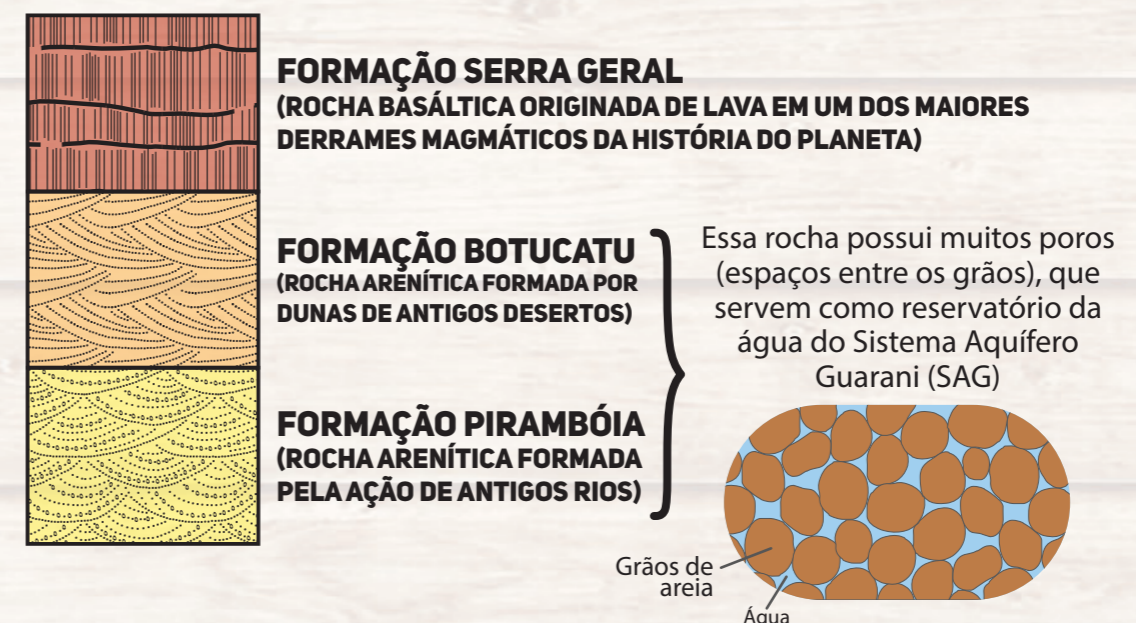 FORMAÇÃO SERRA GERAL
(ROCHA BASÁLTICA ORIGINADA DE LAVA EM UM DOS MAIORES
DERRAMES MAGMÁTICOS DA HISTÓRIA DO PLANETA)
FORMAÇÃO BOTUCATU
(ROCHA ARENÍTICA FORMADA POR
DUNAS DE ANTIGOS DESERTOS)
FORMAÇÃO PIRAMBÓIA
(ROCHA ARENÍTICA FORMADA
PELA AÇÃO DE ANTIGOS RIOS)
Essa rocha possui muitos poros
(espaços entre os grãos), que
servem como reservatório da
água do Sistema Aquífero
Guarani (SAG)
Grãos de
areia
Água